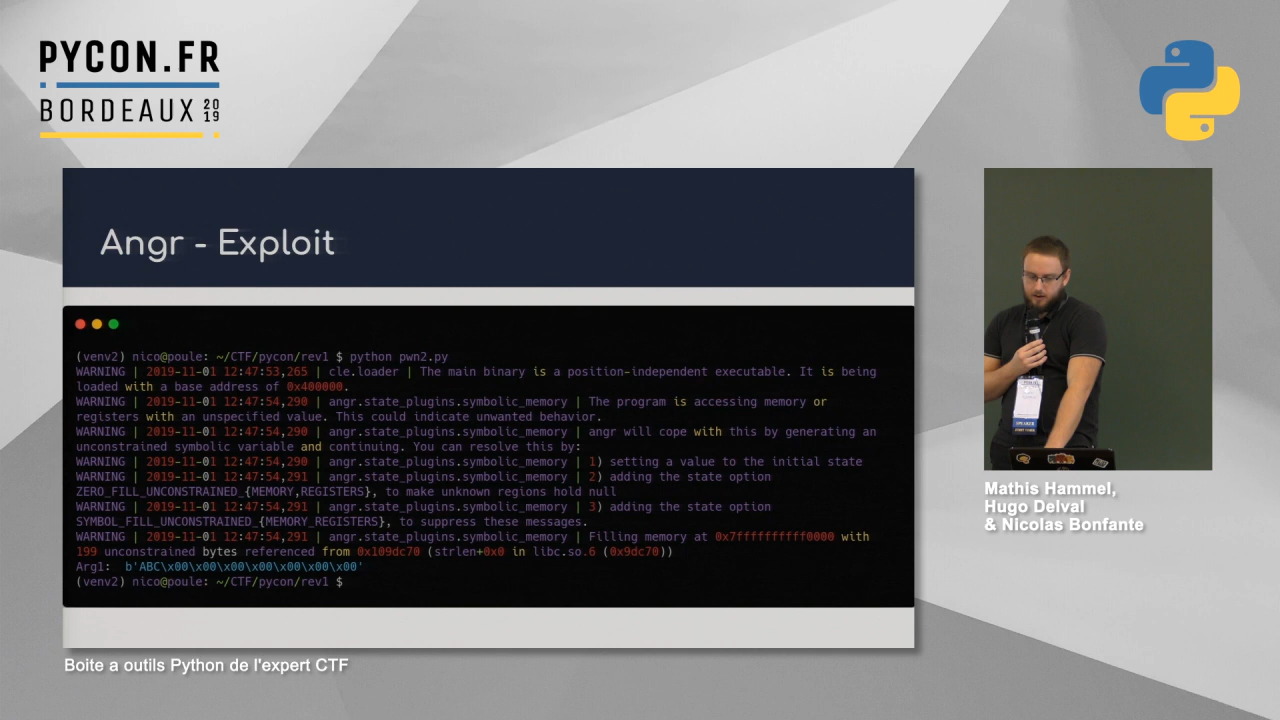 PYCON.FR
BORDEAUX 2019
Angr - Exploit
(venv2) nico@poule: ~/CTF/pycon/rev1 $ python pwn2.py
WARNING | 2019-11-01 12:47:53,265 | cle.loader | The main binary is a position-independent executable. It is being
loaded with a base address of 0x400000.
WARNING | 2019-11-01 12:47:54,290 | angr.state_plugins.symbolic_memory | The program is accessing memory or
registers with an unspecified value. This could indicate unwanted behavior.
WARNING | 2019-11-01 12:47:54,290 | angr.state_plugins.symbolic_memory | angr will cope with this by generating an
unconstrained symbolic variable and continuing. You can resolve this by:
WARNING | 2019-11-01 12:47:54,290 | angr.state_plugins.symbolic_memory | 1) setting a value to the initial state
WARNING | 2019-11-01 12:47:54,291 | angr.state_plugins.symbolic_memory | 2) adding the state option
ZERO_FILL_UNCONSTRAINED_{MEMORY,REGISTERS}, to make unknown regions hold null
WARNING | 2019-11-01 12:47:54,291 | angr.state_plugins.symbolic_memory | 3) adding the state option
SYMBOL_FILL_UNCONSTRAINED_{MEMORY_REGISTERS}, to suppress these messages.
WARNING | 2019-11-01 12:47:54,291 | angr.state_plugins.symbolic_memory | Filling memory at 0x7ffffffffff0000 with
199 unconstrained bytes referenced from 0x109dc70 (strlen+0x0 in libc.so.6 (0x9dc70))
Arg1: b'ABC\x00\x00\x00\x00\x00\x00\x00'
(venv2) nico@poule: ~/CTF/pycon/rev1 $
Mathis Hammel,
Hugo Delval
& Nicolas Bonfante
Boite a outils Python de l'expert CTF